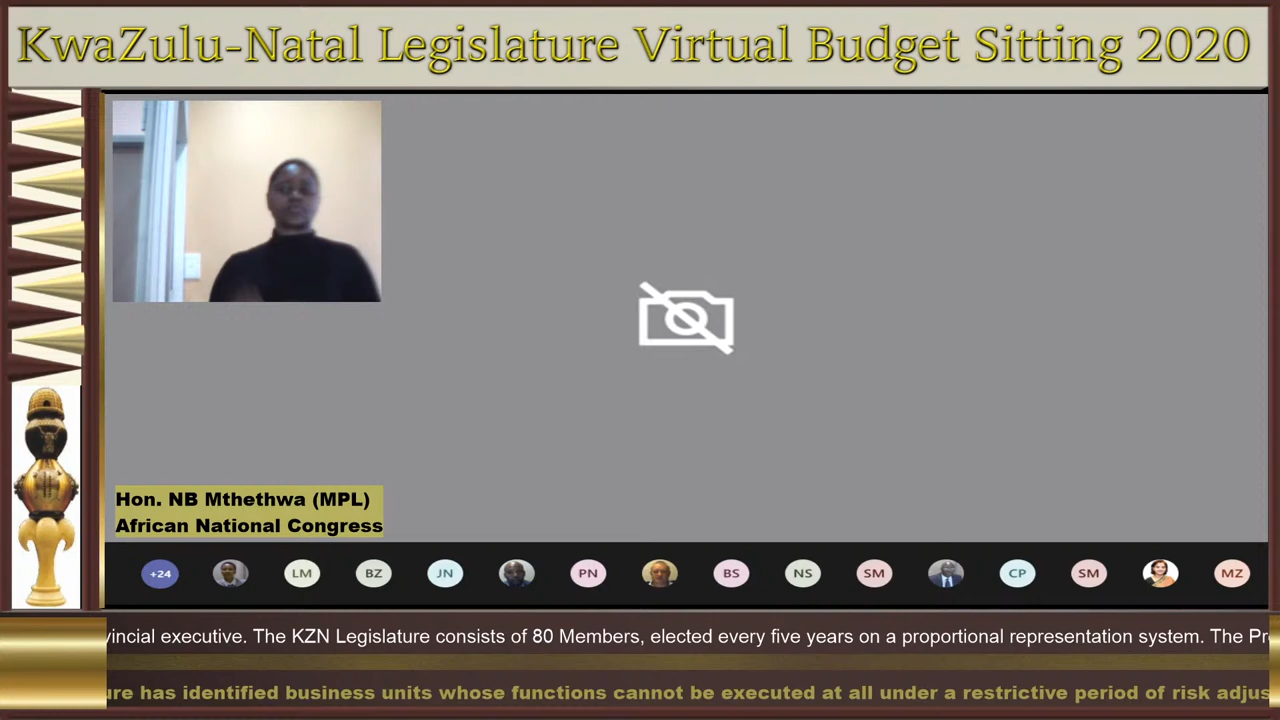 KwaZulu-Natal Legislature Virtual Budget Sitting 2020
Hon. NB Mthethwa (MPL)
African National Congress
+24 LM BZ JN PN BS NS SM CP SM MZ
vincial executive. The KZN Legislature consists of 80 Members, elected every five years on a proportional representation system. The Pr
ure has identified business units whose functions cannot be executed at all under a restrictive period of risk adjus